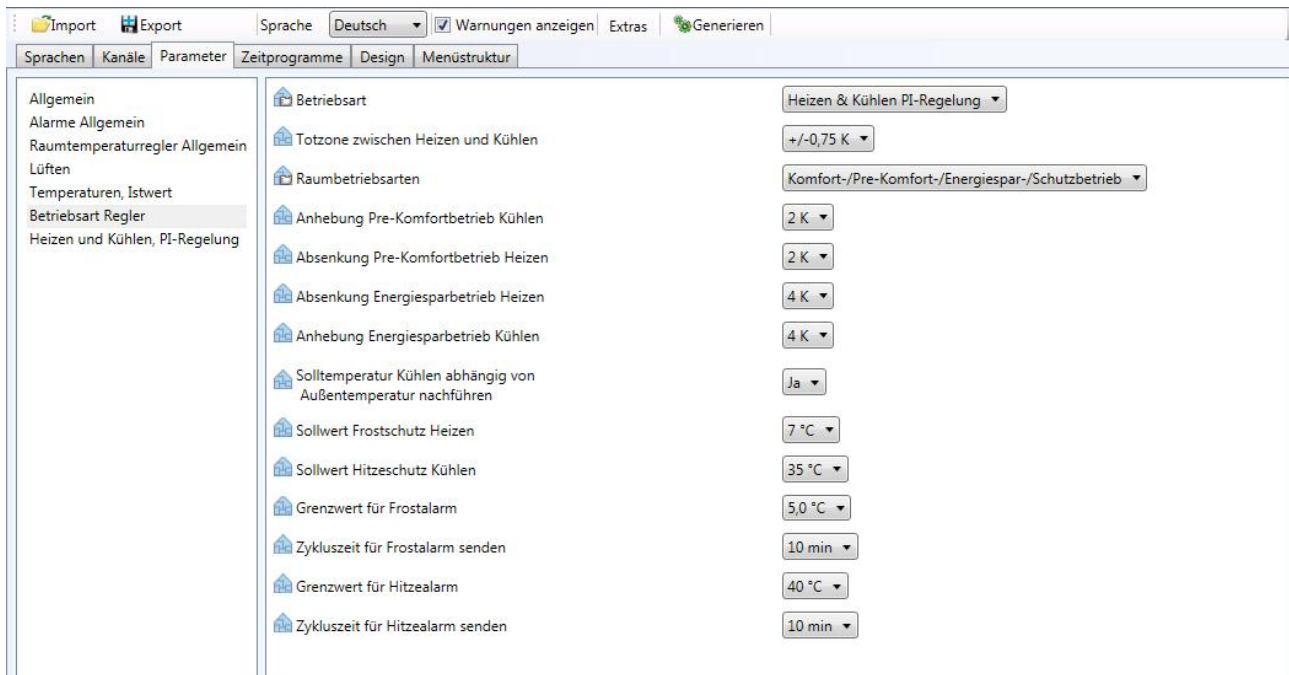 Import Export Sprache Deutsch Warnungen anzeigen Extras Generieren
Sprachen Kanäle Parameter Zeitprogramme Design Menüstruktur
Allgemein
Alarme Allgemein
Raumtemperaturregler Allgemein
Lüften
Temperaturen, Istwert
Betriebsart Regler
Heizen und Kühlen, PI-Regelung
Betriebsart Heizen & Kühlen PI-Regelung
Totzone zwischen Heizen und Kühlen +/-0,75 K
Raumbetriebsarten Komfort-/Pre-Komfort-/Energiespar-/Schutzbetrieb
Anhebung Pre-Komfortbetrieb Kühlen 2 K
Absenkung Pre-Komfortbetrieb Heizen 2 K
Absenkung Energiesparbetrieb Heizen 4 K
Anhebung Energiesparbetrieb Kühlen 4 K
Solltemperatur Kühlen abhängig von
Außentemperatur nachführen Ja
Sollwert Frostschutz Heizen 7 °C
Sollwert Hitzeschutz Kühlen 35 °C
Grenzwert für Frostalarm 5,0 °C
Zykluszeit für Frostalarm senden 10 min
Grenzwert für Hitzealarm 40 °C
Zykluszeit für Hitzealarm senden 10 min